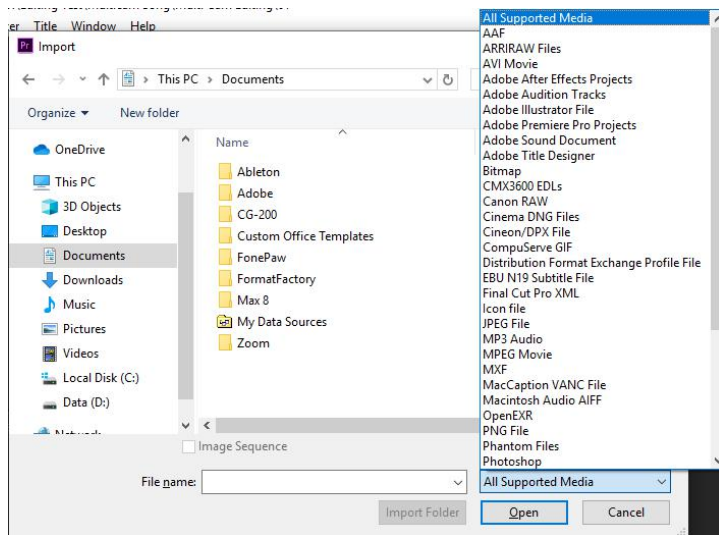 er Title Window Help
Pr Import
This PC > Documents
Organize
New folder
OneDrive
This PC
3D Objects
Desktop
Documents
Downloads
Music
Pictures
Videos
Local Disk (C:)
Data (D:)
Name
Ableton
Adobe
CG-200
Custom Office Templates
FonePaw
FormatFactory
Max 8
My Data Sources
Zoom
Image Sequence
File name:
All Supported Media
Import Folder
Open
Cancel
All Supported Media
AAF
ARRIRAW Files
AVI Movie
Adobe After Effects Projects
Adobe Audition Tracks
Adobe Illustrator File
Adobe Premiere Pro Projects
Adobe Sound Document
Adobe Title Designer
Bitmap
CMX3600 EDLs
Canon RAW
Cinema DNG Files
Cineon/DPX File
CompuServe GIF
Distribution Format Exchange Profile File
EBU N19 Subtitle File
Final Cut Pro XML
Icon file
JPEG File
MP3 Audio
MPEG Movie
MXF
MacCaption VANC File
Macintosh Audio AIFF
OpenEXR
PNG File
Phantom Files
Photoshop